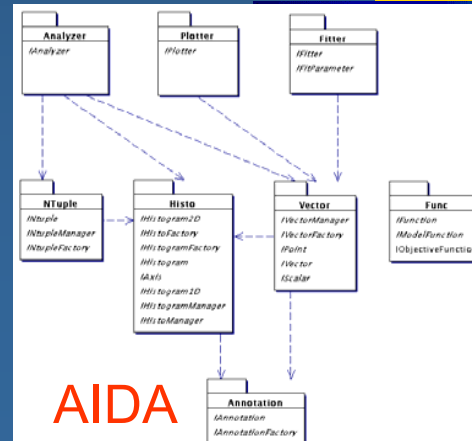 Analyzer
IAnalyzer
Plotter
IPlotter
Fitter
IFitter
IFitParameter
NTuple
INtuple
INtupleManager
INtupleFactory
Histo
IHistogram2D
IHistoFactory
IHistogramFactory
IHistogram
IAxis
IHistogram1D
IHistogramManager
IHistoManager
Vector
IVectorManager
IVectorFactory
IPoint
IVector
IScalar
Func
IFunction
IModelFunction
IObjectiveFunctio
AIDA
Annotation
IAnnotation
IAnnotationFactory